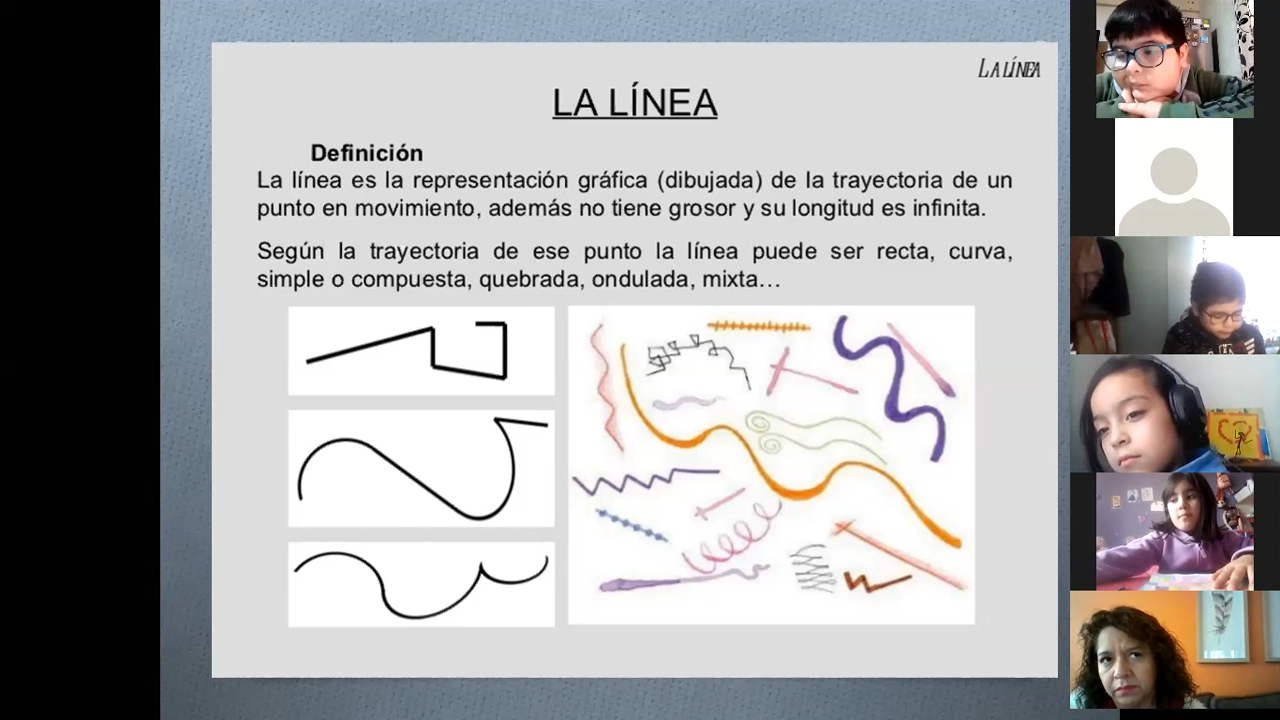 LA LÍNEA
LA LÍNEA
Definición
La línea es la representación gráfica (dibujada) de la trayectoria de un
punto en movimiento, además no tiene grosor y su longitud es infinita.
Según la trayectoria de ese punto la línea puede ser recta, curva,
simple o compuesta, quebrada, ondulada, mixta…